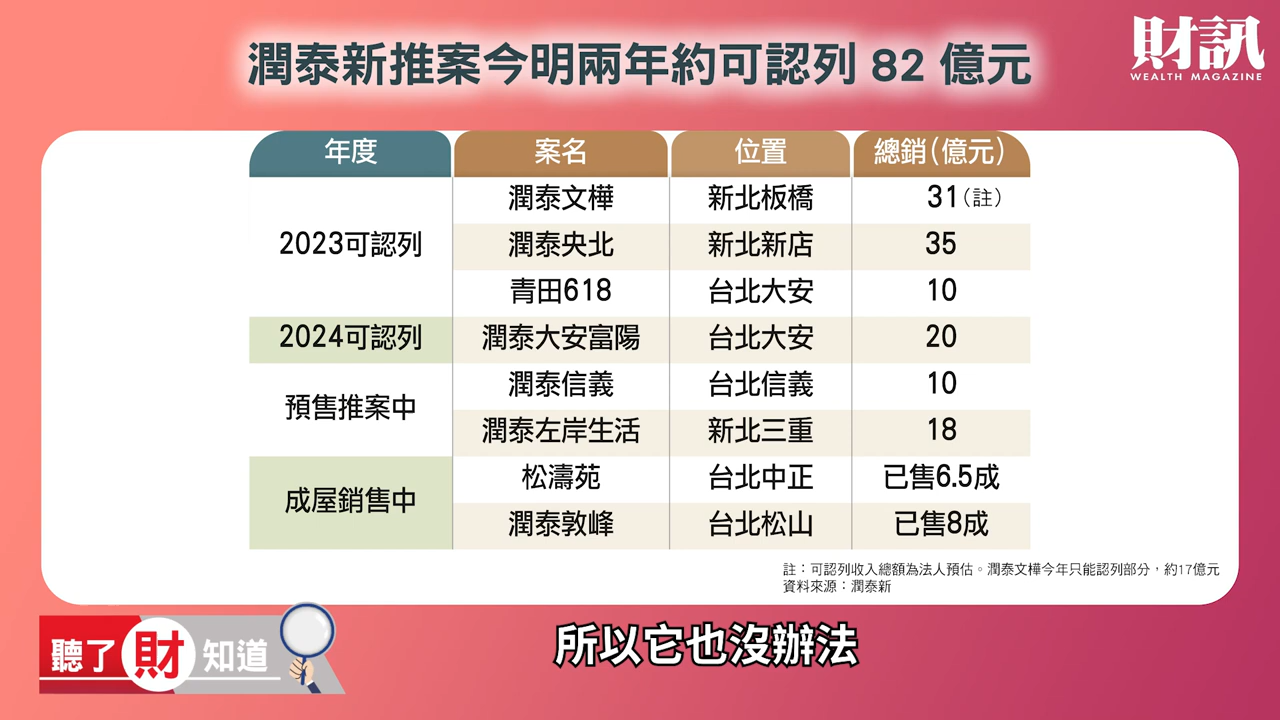 潤泰新推案今明兩年約可認列 82 億元
財訊
WEALTH MAGAZINE
年度 案名 位置 總銷(億元)
2023可認列 潤泰文樺 新北板橋 31(註)
潤泰央北 新北新店 35
青田618 台北大安 10
2024可認列 潤泰大安富陽 台北大安 20
預售推案中 潤泰信義 台北信義 10
潤泰左岸生活 新北三重 18
成屋銷售中 松濤苑 台北中正 已售6.5成
潤泰敦峰 台北松山 已售8成
註：可認列收入總額為法人預估。潤泰文樺今年只能認列部分，約17億元
資料來源：潤泰新
聽了財知道
所以它也沒辦法